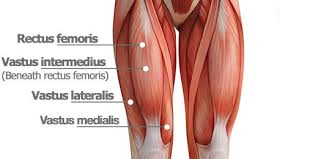 Rectus femoris
Vastus intermedius
(Beneath rectus femoris)
Vastus lateralis
Vastus medialis